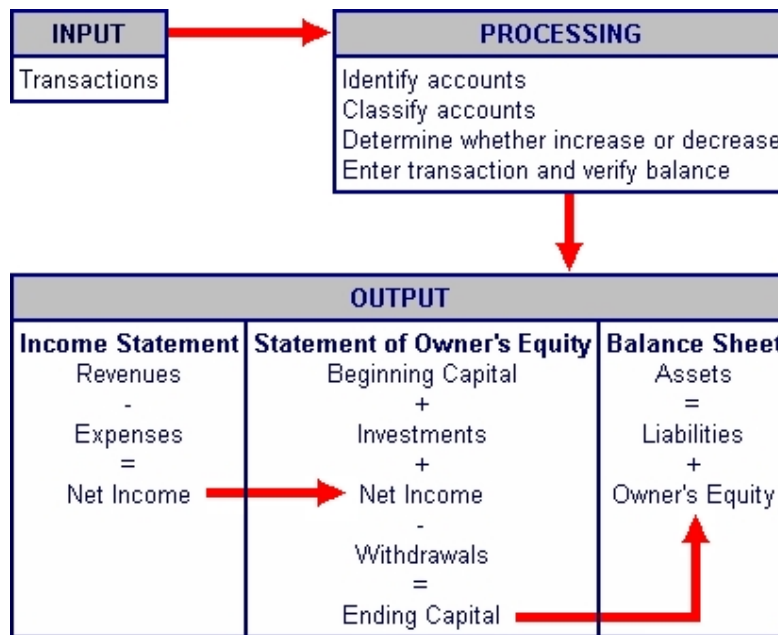 INPUT
Transactions
PROCESSING
Identify accounts
Classify accounts
Determine whether increase or decrease
Enter transaction and verify balance
OUTPUT
Income Statement
Revenues
-
Expenses
=
Net Income
Statement of Owner's Equity
Beginning Capital
+
Investments
+
Net Income
-
Withdrawals
=
Ending Capital
Balance Sheet
Assets
=
Liabilities
+
Owner's Equity